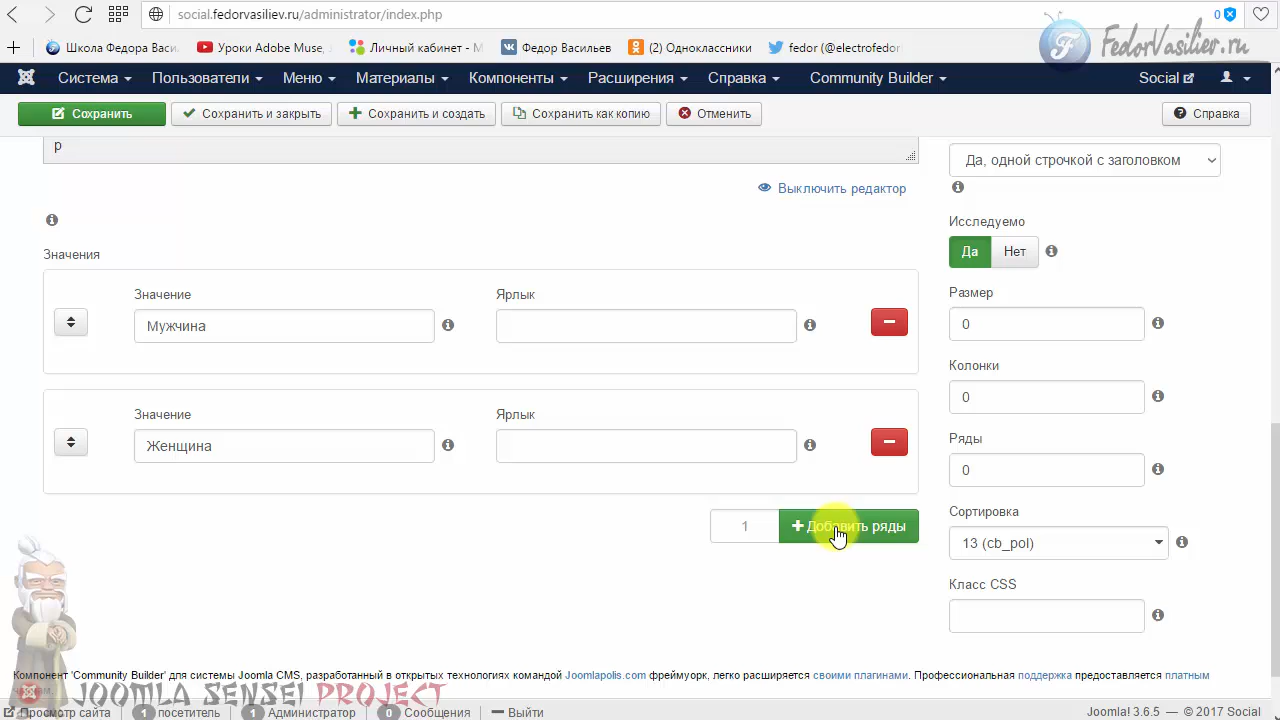 social.fedorvasiliev.ru/administrator/index.php
0
Школа Федора Васи. Уроки Adobe Muse, Личный кабинет - М Федор Васильев (2) Одноклассники fedor (@electrofedor
FedorVasiliev.ru
Система Пользователи Меню Материалы Компоненты Расширения Справка Community Builder Social
Сохранить Сохранить и закрыть Сохранить и создать Сохранить как копию Отменить Справка
р
Да, одной строчкой с заголовком
Выключить редактор
Исследуемо
Значения
Да Нет
Значение Ярлык
Размер
Мужчина
0
Колонки
0
Значение Ярлык
Ряды
Женщина
0
Сортировка
1 Добавить ряды
13 (cb_pol)
Класс CSS
Компонент 'Community Builder' для системы Joomla CMS, разработанный в открытых технологиях командой Joomlapolis.com фреймуорк, легко расширяется своими плагинами. Профессиональная поддержка предоставляется платным
JOOMLA SENSEI PROJECT
Просмотр сайта 1 посетитель 1 Администратор 0 Сообщения Выйти Joomla! 3.6.5 — © 2017 Social